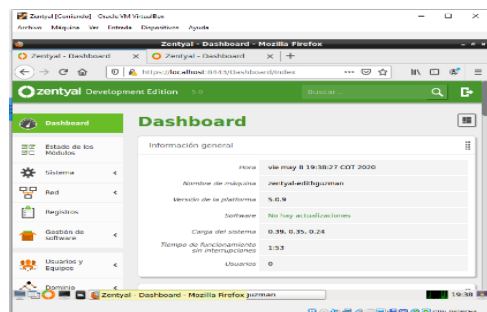 Zentyal [Corriendo] - Oracle VM VirtualBox
Archivo Máquina Ver Entrada Dispositivos Ayuda
Zentyal - Dashboard - Mozilla Firefox
Zentyal - Dashboard
Zentyal - Dashboard
https://localhost:8443/Dashboard/Index
zentyal Development Edition 5.0
Buscar...
Dashboard
Dashboard
Información general
Estado de los Módulos
Sistema
Red
Registros
Gestión de software
Usuarios y Equipos
Dominio
Hora vie may 8 19:38:27 COT 2020
Nombre de máquina zentyal-edithguzman
Versión de la plataforma 5.0.9
Software No hay actualizaciones
Carga del sistema 0.39, 0.35, 0.24
Tiempo de funcionamiento sin interrupciones 1:53
Usuarios 0
Zentyal - Dashboard - Mozilla Firefox
19:38